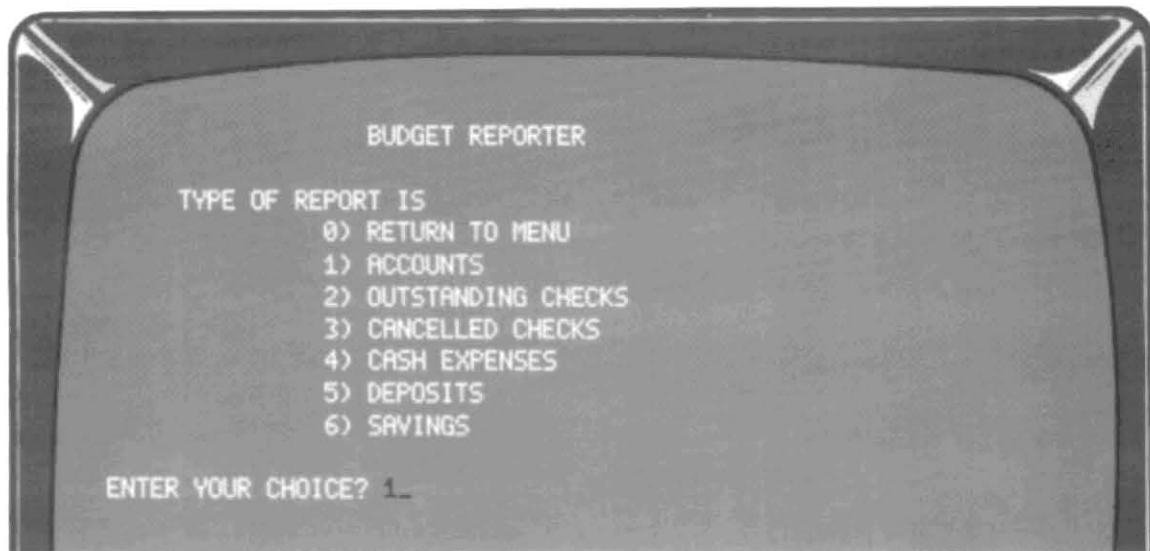 BUDGET REPORTER
TYPE OF REPORT IS
0) RETURN TO MENU
1) ACCOUNTS
2) OUTSTANDING CHECKS
3) CANCELLED CHECKS
4) CASH EXPENSES
5) DEPOSITS
6) SAVINGS
ENTER YOUR CHOICE? 1_